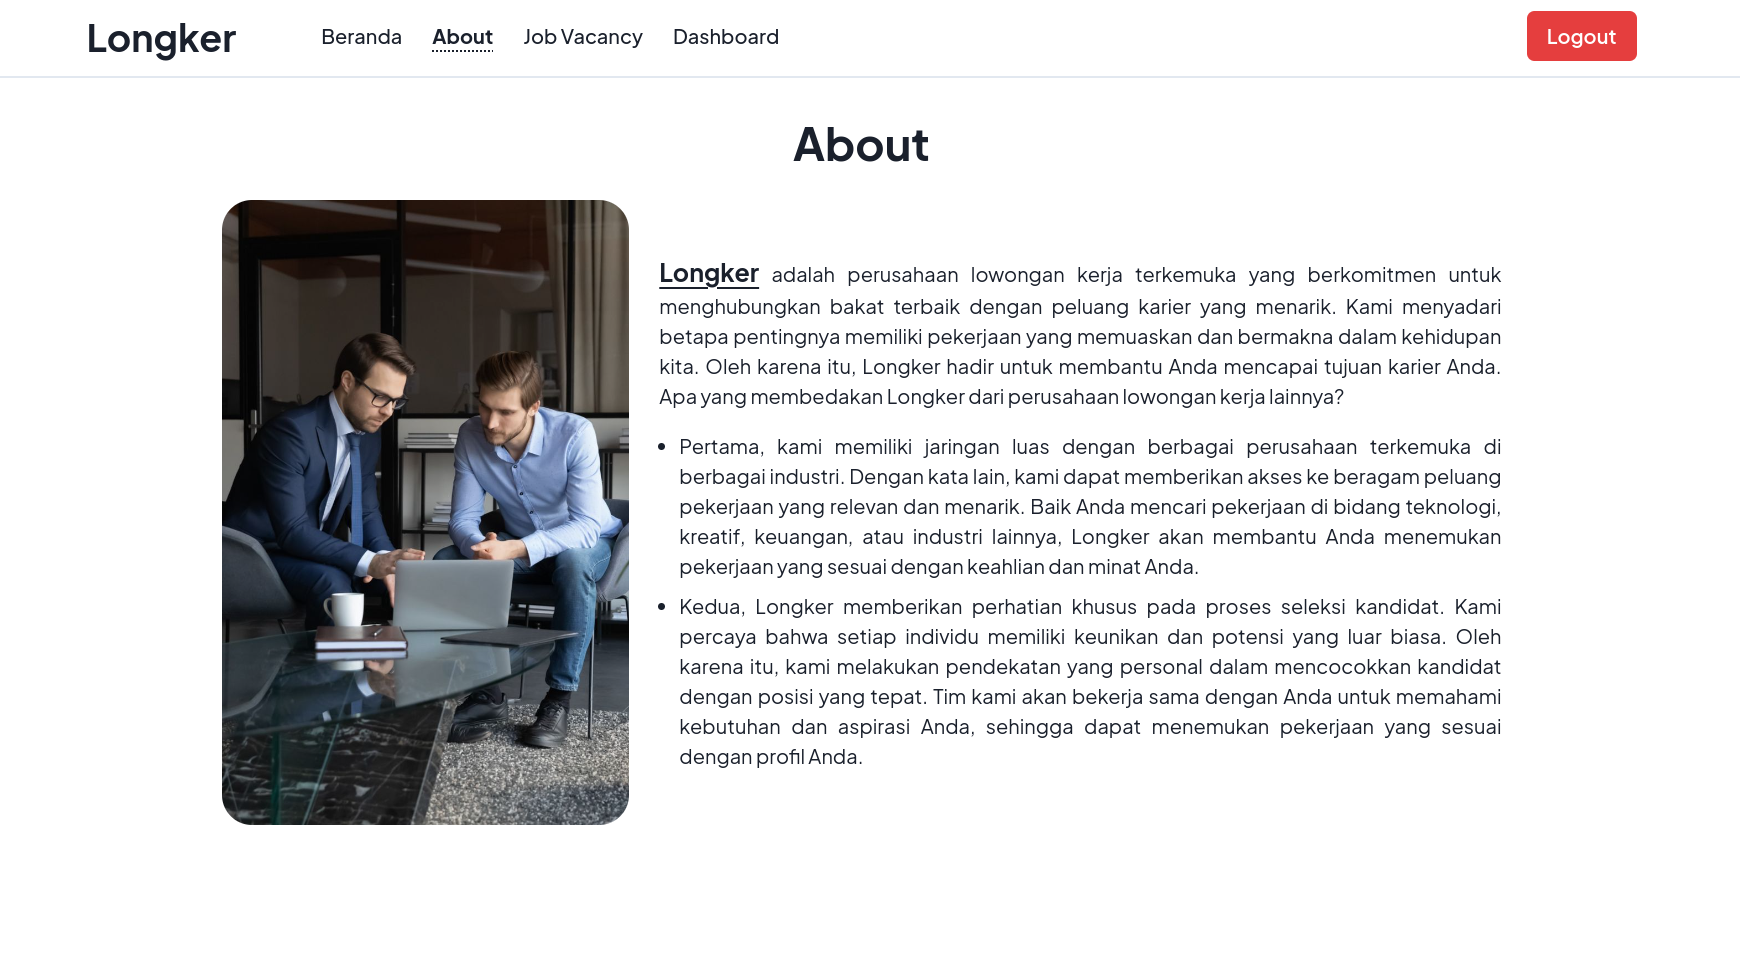 Longker
Beranda
About
Job Vacancy
Dashboard
Logout
About
Longker adalah perusahaan lowongan kerja terkemuka yang berkomitmen untuk
menghubungkan bakat terbaik dengan peluang karier yang menarik. Kami menyadari
betapa pentingnya memiliki pekerjaan yang memuaskan dan bermakna dalam kehidupan
kita. Oleh karena itu, Longker hadir untuk membantu Anda mencapai tujuan karier Anda.
Apa yang membedakan Longker dari perusahaan lowongan kerja lainnya?
• Pertama, kami memiliki jaringan luas dengan berbagai perusahaan terkemuka di
berbagai industri. Dengan kata lain, kami dapat memberikan akses ke beragam peluang
pekerjaan yang relevan dan menarik. Baik Anda mencari pekerjaan di bidang teknologi,
kreatif, keuangan, atau industri lainnya, Longker akan membantu Anda menemukan
pekerjaan yang sesuai dengan keahlian dan minat Anda.
• Kedua, Longker memberikan perhatian khusus pada proses seleksi kandidat. Kami
percaya bahwa setiap individu memiliki keunikan dan potensi yang luar biasa. Oleh
karena itu, kami melakukan pendekatan yang personal dalam mencocokkan kandidat
dengan posisi yang tepat. Tim kami akan bekerja sama dengan Anda untuk memahami
kebutuhan dan aspirasi Anda, sehingga dapat menemukan pekerjaan yang sesuai
dengan profil Anda.